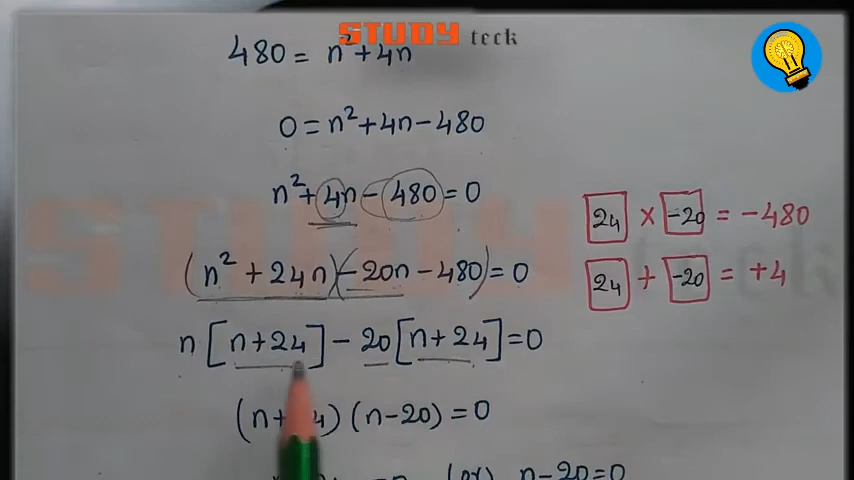 STUDY teck
480 = n² + 4n
0 = n² + 4n - 480
n² + 4n - 480 = 0
24 × -20 = -480
(n² + 24n)(-20n - 480) = 0
24 + -20 = +4
n[n+24] - 20[n+24] = 0
(n-20) = 0
(or) n-20=0